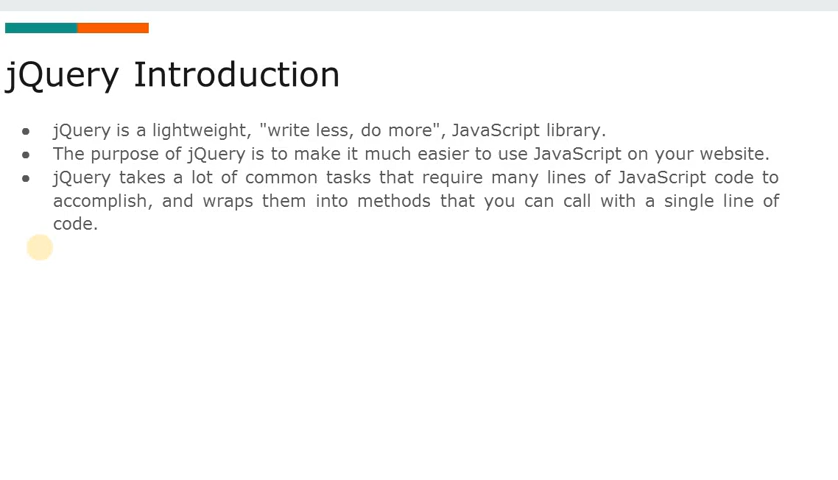 jQuery Introduction
● jQuery is a lightweight, "write less, do more", JavaScript library.
● The purpose of jQuery is to make it much easier to use JavaScript on your website.
● jQuery takes a lot of common tasks that require many lines of JavaScript code to
accomplish, and wraps them into methods that you can call with a single line of
code.